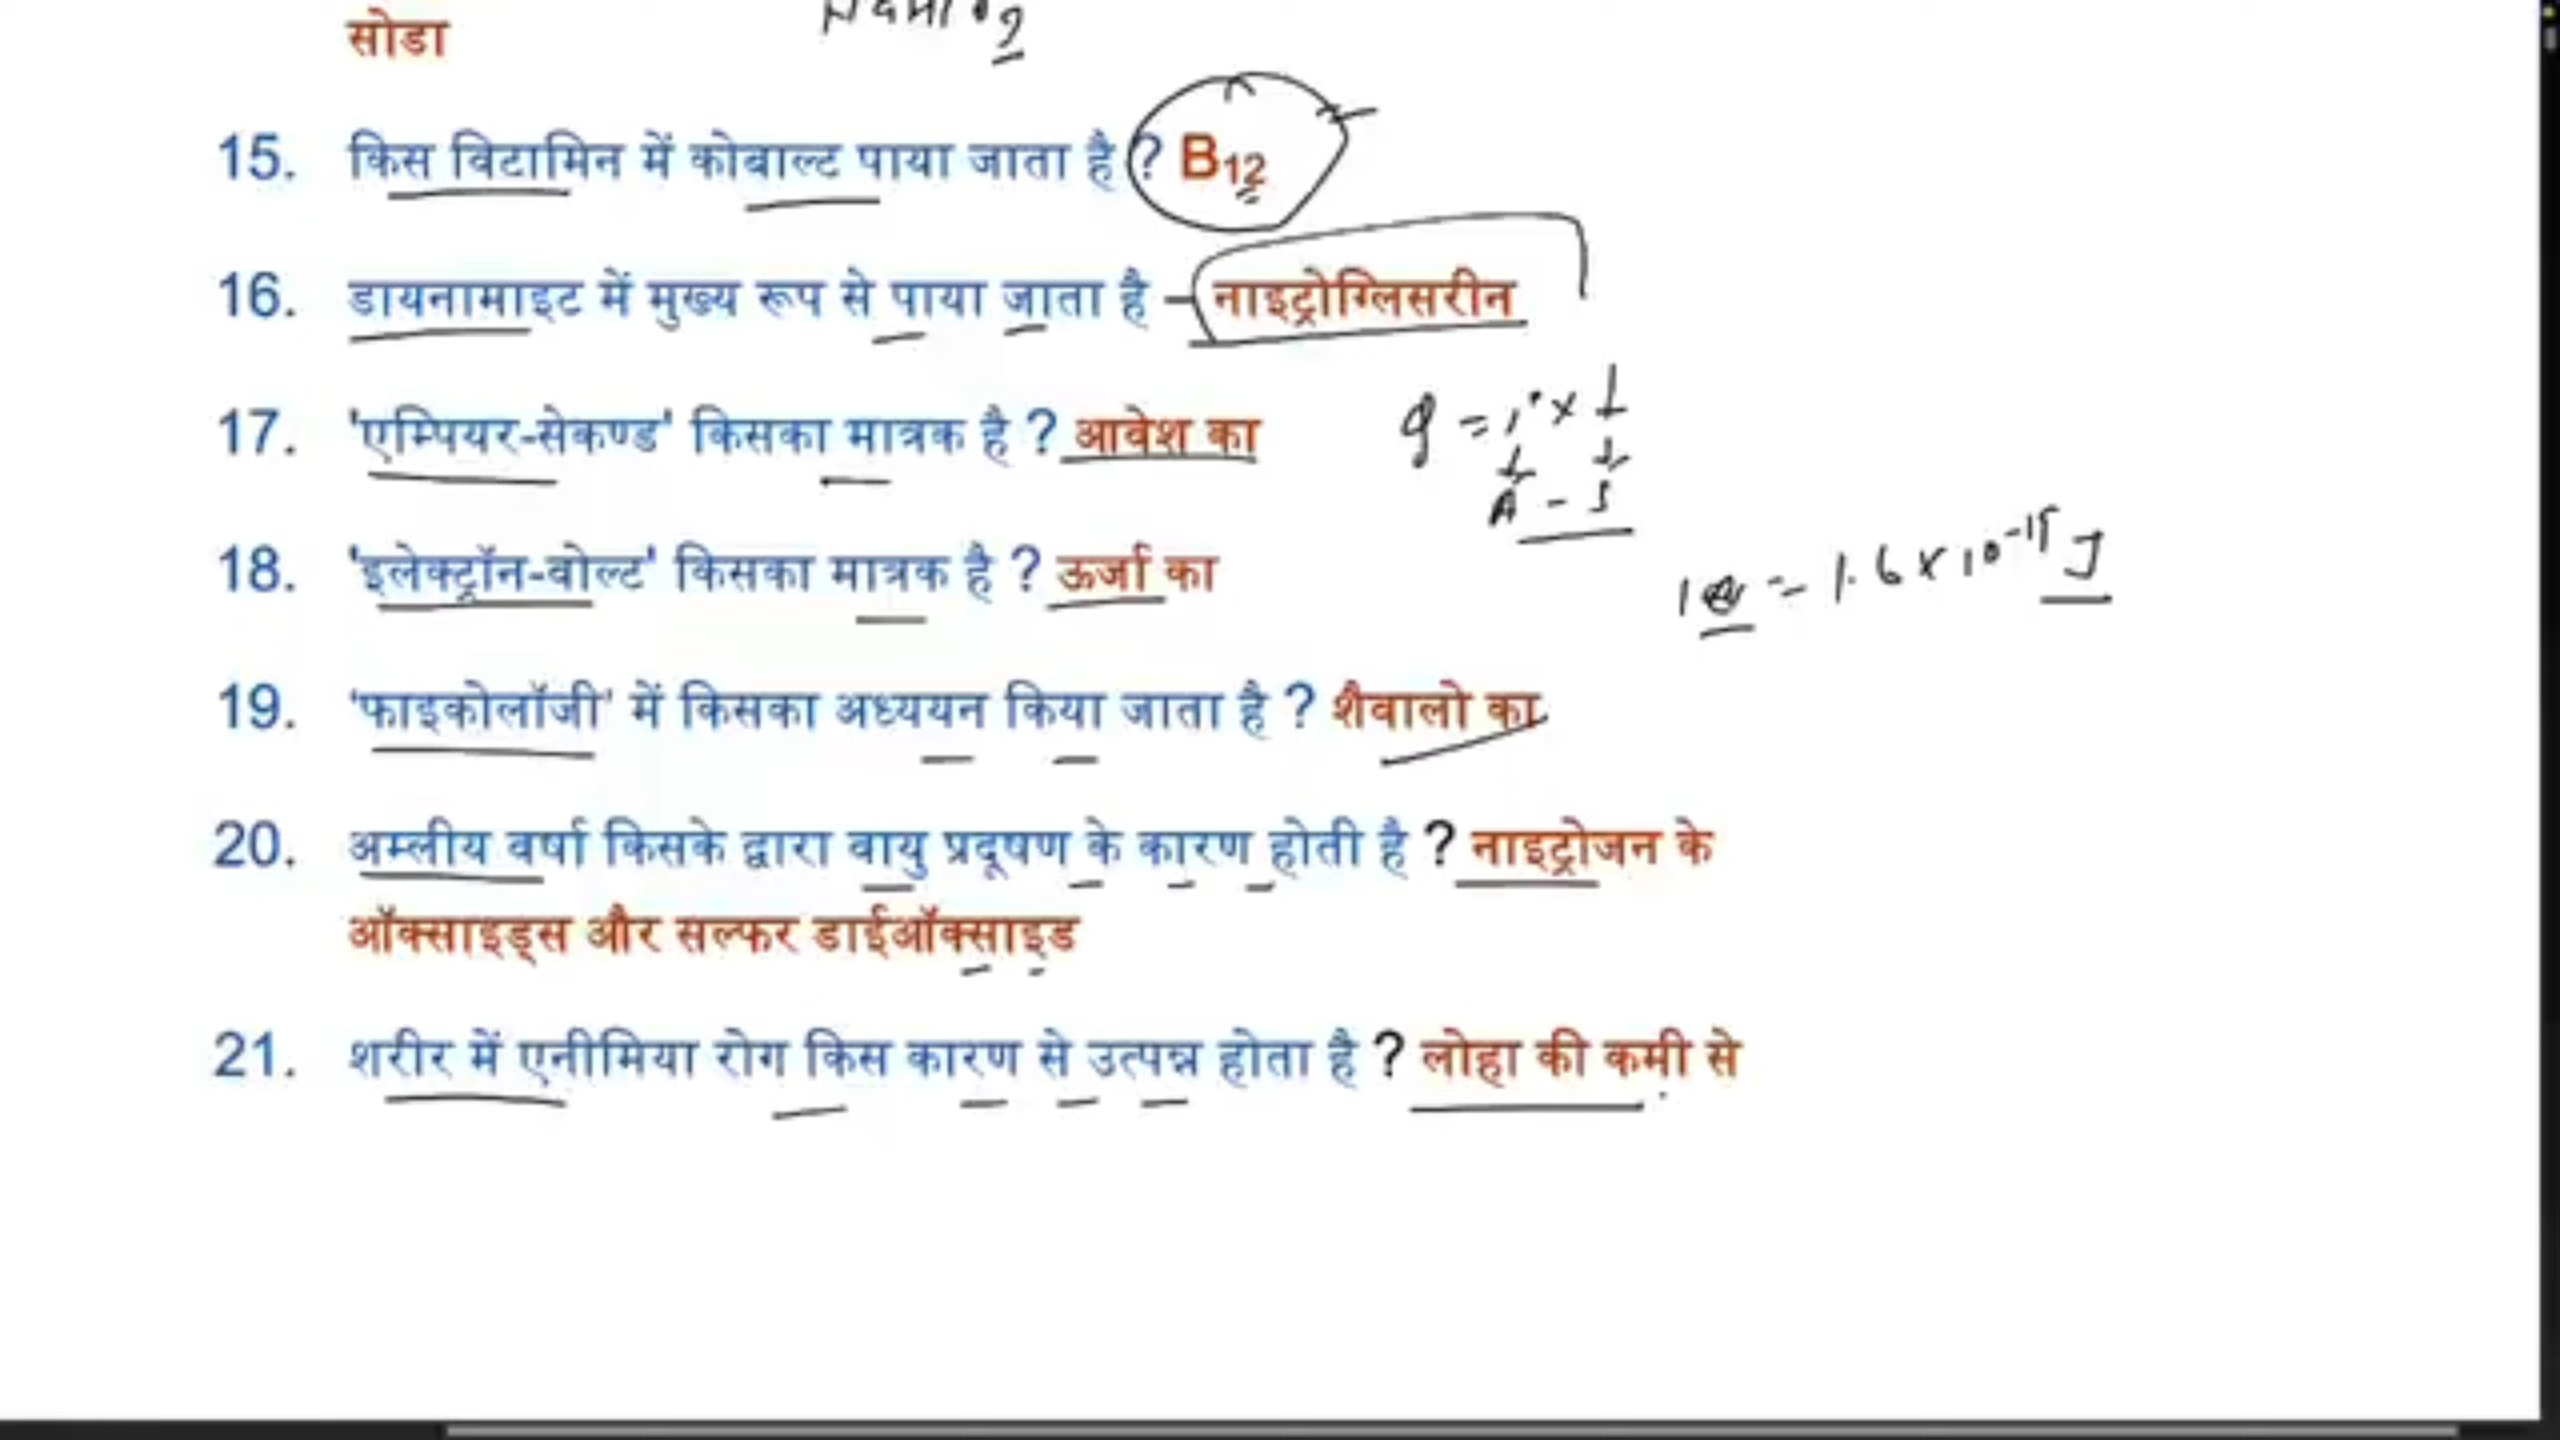 सोडा
15. किस विटामिन में कोबाल्ट पाया जाता है ? B12
16. डायनामाइट में मुख्य रूप से पाया जाता है – नाइट्रोग्लिसरीन
17. 'एम्पियर-सेकण्ड' किसका मात्रक है ? आवेश का
q = i × t
A - S
18. 'इलेक्ट्रॉन-वोल्ट' किसका मात्रक है ? ऊर्जा का
= 1.6 × 10 J
19. 'फाइकोलॉजी' में किसका अध्ययन किया जाता है ? शैवालो का
20. अम्लीय वर्षा किसके द्वारा वायु प्रदूषण के कारण होती है ? नाइट्रोजन के
ऑक्साइड्स और सल्फर डाईऑक्साइड
21. शरीर में एनीमिया रोग किस कारण से उत्पन्न होता है ? लोहा की कमी से